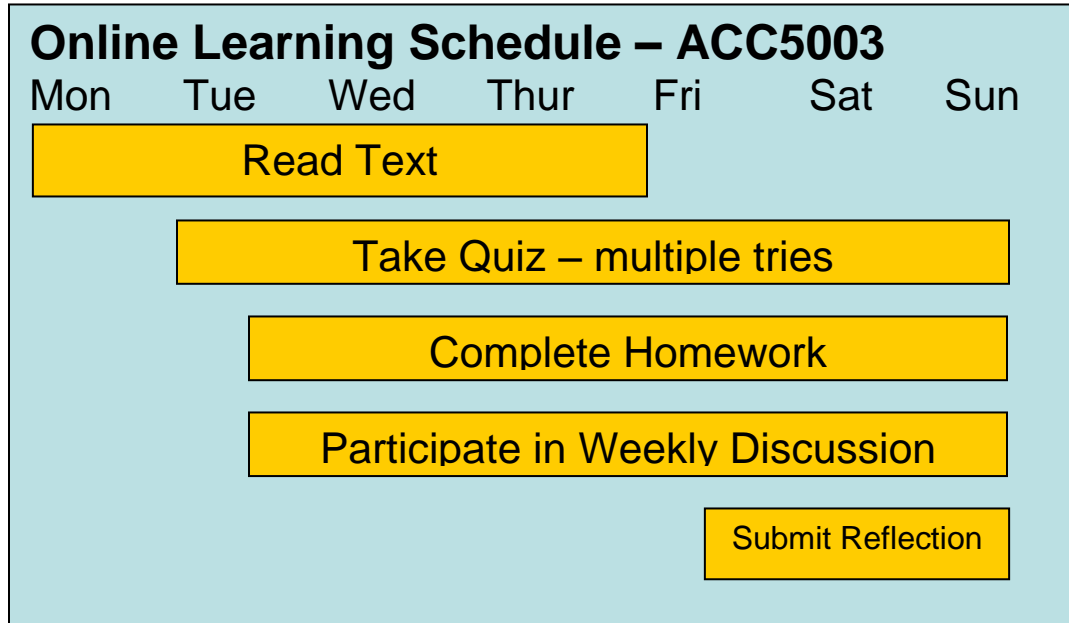 Online Learning Schedule – ACC5003
Mon Tue Wed Thur Fri Sat Sun
Read Text
Take Quiz – multiple tries
Complete Homework
Participate in Weekly Discussion
Submit Reflection